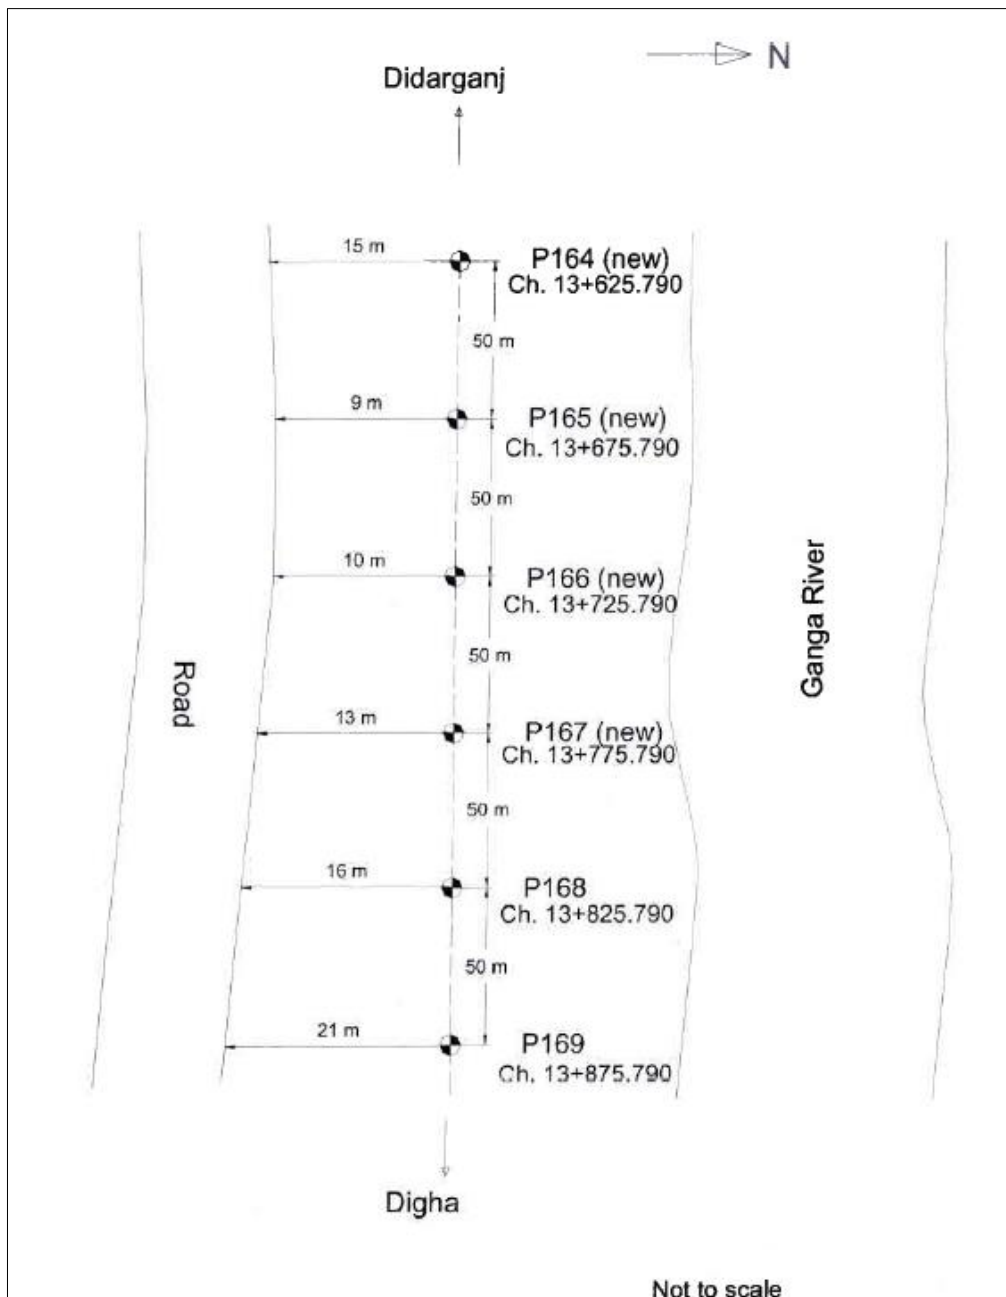 N
Didarganj
15 m
P164 (new)
Ch. 13+625.790
50 m
9 m
P165 (new)
Ch. 13+675.790
50 m
10 m
P166 (new)
Ch. 13+725.790
50 m
Road
Ganga River
13 m
P167 (new)
Ch. 13+775.790
50 m
16 m
P168
Ch. 13+825.790
50 m
21 m
P169
Ch. 13+875.790
Digha
Not to scale